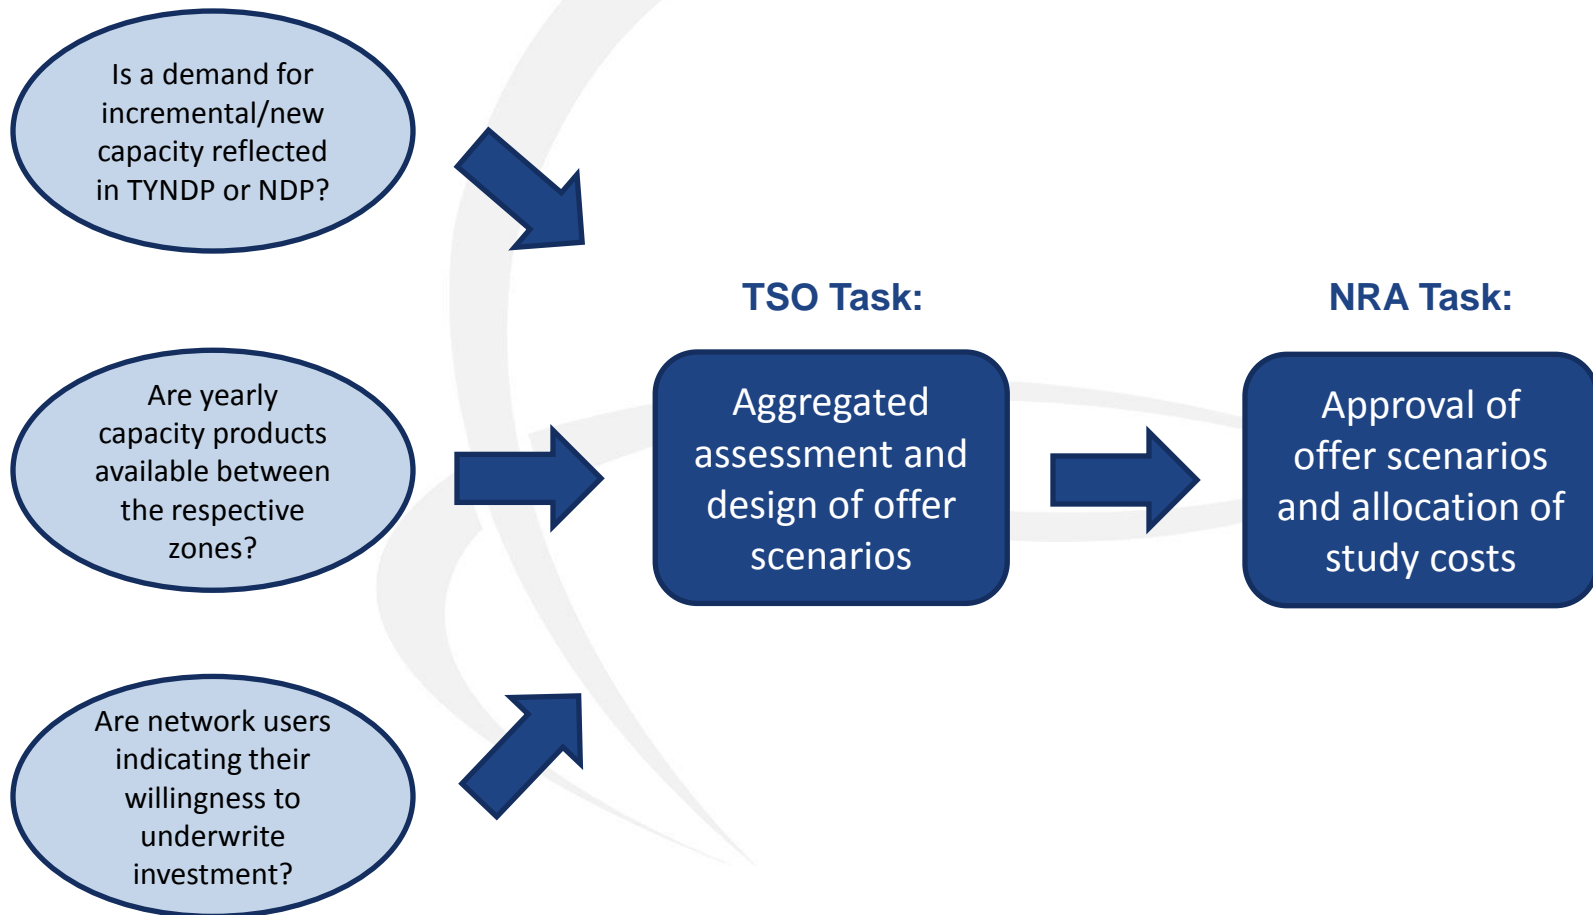 Is a demand for
incremental/new
capacity reflected
in TYNDP or NDP?
Are yearly
capacity products
available between
the respective
zones?
Are network users
indicating their
willingness to
underwrite
investment?
TSO Task:
Aggregated
assessment and
design of offer
scenarios
NRA Task:
Approval of
offer scenarios
and allocation of
study costs